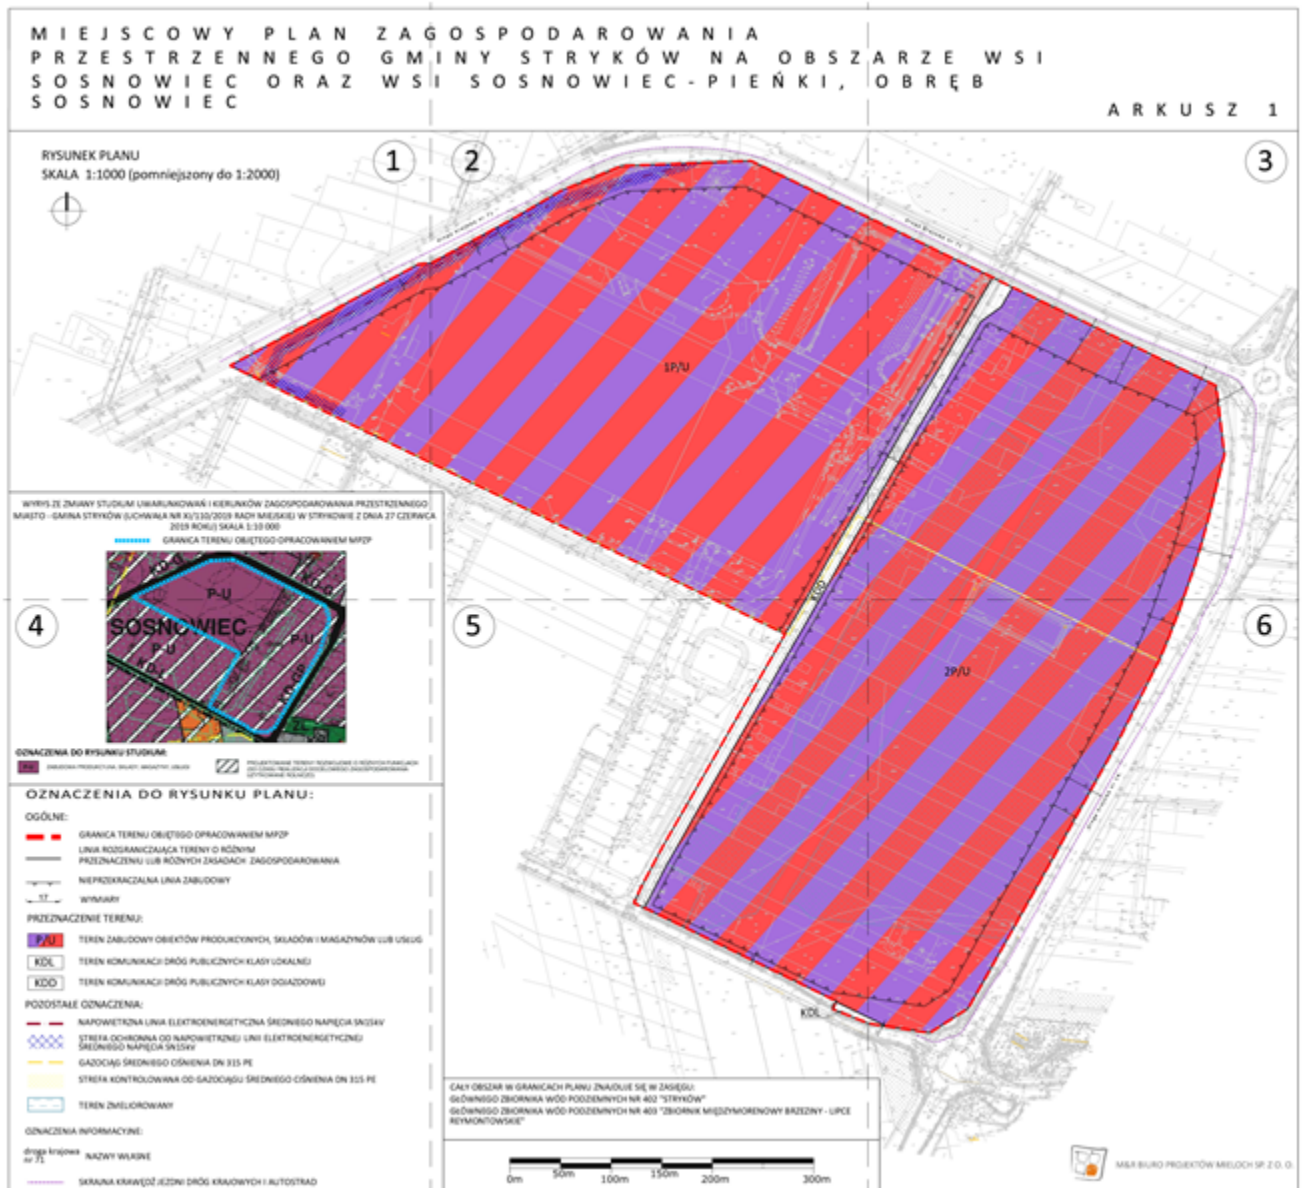 MIEJSCOWY PLAN ZAGOSPODAROWANIA
PRZESTRZENNEGO GMINY STRYKÓW NA OBSZARZE WSI
SOSNOWIEC ORAZ WSI SOSNOWIEC-PIEŃKI, OBRĘB
SOSNOWIEC
ARKUSZ 1
RYSUNEK PLANU
SKALA 1:1000 (pomniejszony do 1:2000)
1
2
3
1P/U
KDD
2P/U
KDL
WYRYS ZE ZMIANY STUDIUM UWARUNKOWAŃ I KIERUNKÓW ZAGOSPODAROWANIA PRZESTRZENNEGO
MIASTO - GMINA STRYKÓW (UCHWAŁA NR XI/110/2019 RADY MIEJSKIEJ W STRYKOWIE Z DNIA 27 CZERWCA
2019 ROKU) SKALA 1:10 000
GRANICA TERENU OBJĘTEGO OPRACOWANIEM MPZP
P-U
SOSNOWIEC
P-U
P-U
4
5
6
OZNACZENIA DO RYSUNKU STUDIUM:
OZNACZENIA DO RYSUNKU PLANU:
OGÓLNE:
GRANICA TERENU OBJĘTEGO OPRACOWANIEM MPZP
LINIA ROZGRANICZAJĄCA TERENY O RÓŻNYM
PRZEZNACZENIU LUB RÓŻNYCH ZASADACH ZAGOSPODAROWANIA
NIEPRZEKRACZALNA LINIA ZABUDOWY
17 WYMIARY
PRZEZNACZENIE TERENU:
P/U TEREN ZABUDOWY OBIEKTÓW PRODUKCYJNYCH, SKŁADÓW I MAGAZYNÓW LUB USŁUG
KDL TEREN KOMUNIKACJI DRÓG PUBLICZNYCH KLASY LOKALNEJ
KDD TEREN KOMUNIKACJI DRÓG PUBLICZNYCH KLASY DOJAZDOWEJ
POZOSTAŁE OZNACZENIA:
NAPOWIETRZNA LINIA ELEKTROENERGETYCZNA ŚREDNIEGO NAPIĘCIA SN15kV
STREFA OCHRONNA OD NAPOWIETRZNEJ LINII ELEKTROENERGETYCZNEJ
ŚREDNIEGO NAPIĘCIA SN15kV
GAZOCIĄG ŚREDNIEGO CIŚNIENIA DN 315 PE
STREFA KONTROLOWANA OD GAZOCIĄGU ŚREDNIEGO CIŚNIENIA DN 315 PE
TEREN ZMELIOROWANY
OZNACZENIA INFORMACYJNE:
droga krajowa
nr 71 NAZWY WŁASNE
SKRAJNA KRAWĘDŹ JEZDNI DRÓG KRAJOWYCH I AUTOSTRAD
CAŁY OBSZAR W GRANICACH PLANU ZNAJDUJE SIĘ W ZASIĘGU:
GŁÓWNEGO ZBIORNIKA WÓD PODZIEMNYCH NR 402 "STRYKÓW"
GŁÓWNEGO ZBIORNIKA WÓD PODZIEMNYCH NR 403 "ZBIORNIK MIĘDZYMORENOWY BRZEZINY - LIPCE
REYMONTOWSKIE"
0m 50m 100m 150m 200m 300m
M&R BIURO PROJEKTÓW MIELOCH SP. Z O. O.